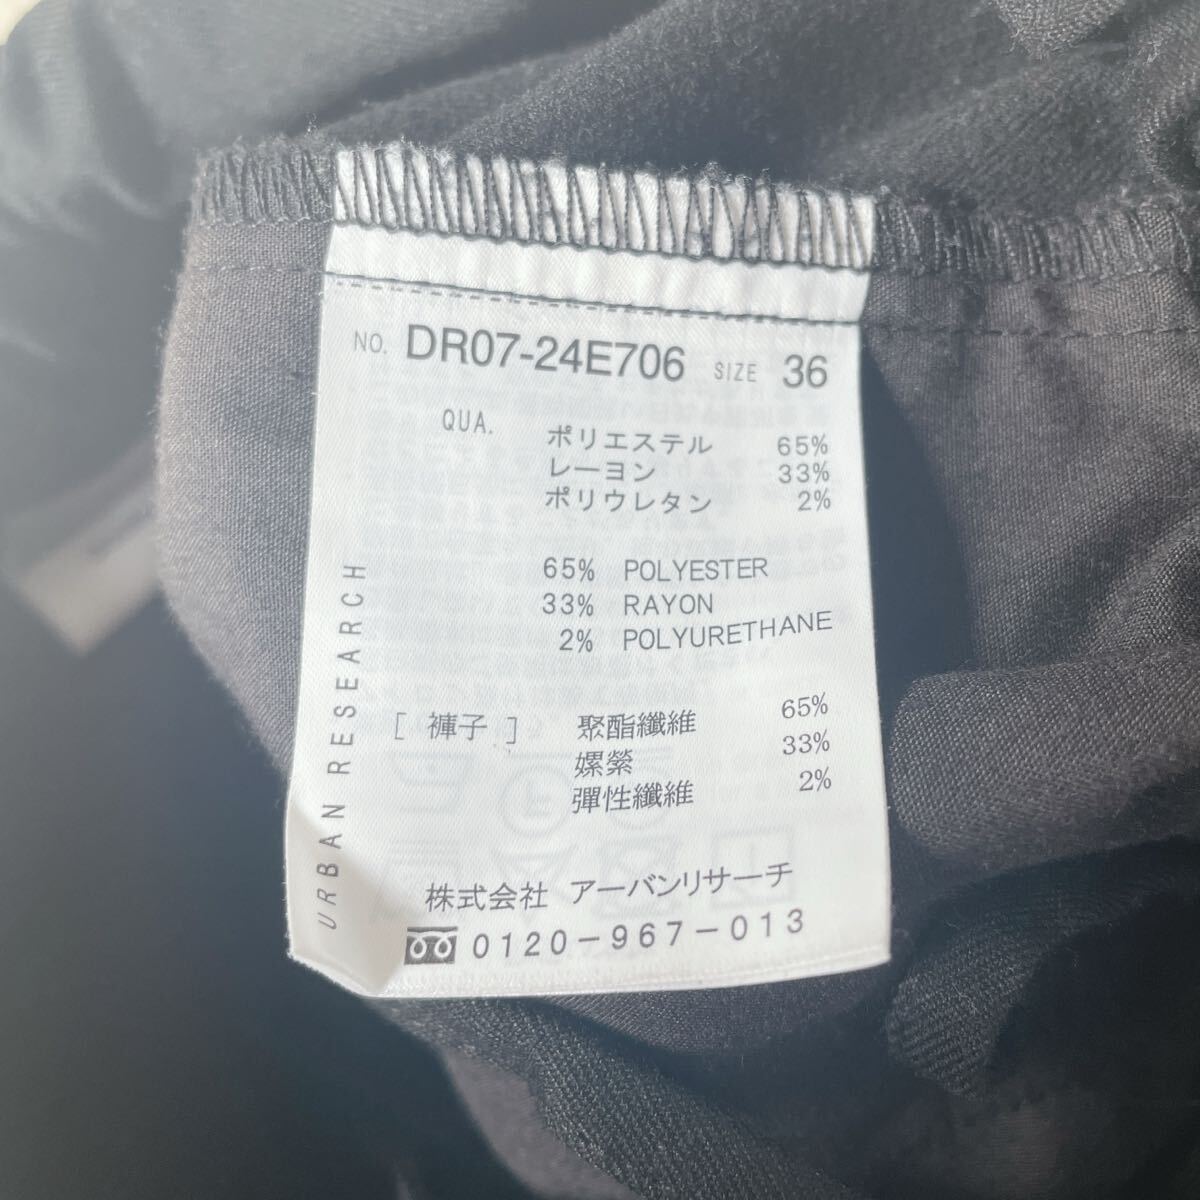 NO. DR07-24E706 SIZE 36
QUA. ポリエステル 65%
レーヨン 33%
ポリウレタン 2%
65% POLYESTER
33% RAYON
2% POLYURETHANE
[ 褲子 ] 聚酯纖維 65%
嫘縈 33%
彈性纖維 2%
株式会社 アーバンリサーチ
0120-967-013
URBAN RESEARCH